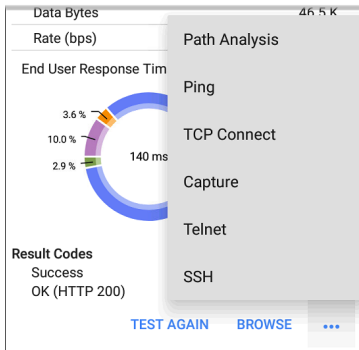 Data Bytes 46.5 K
Rate (bps)
End User Response Tim
3.6 %
10.0 %
2.9 %
140 ms
Path Analysis
Ping
TCP Connect
Capture
Telnet
SSH
Result Codes
Success
OK (HTTP 200)
TEST AGAIN BROWSE ...